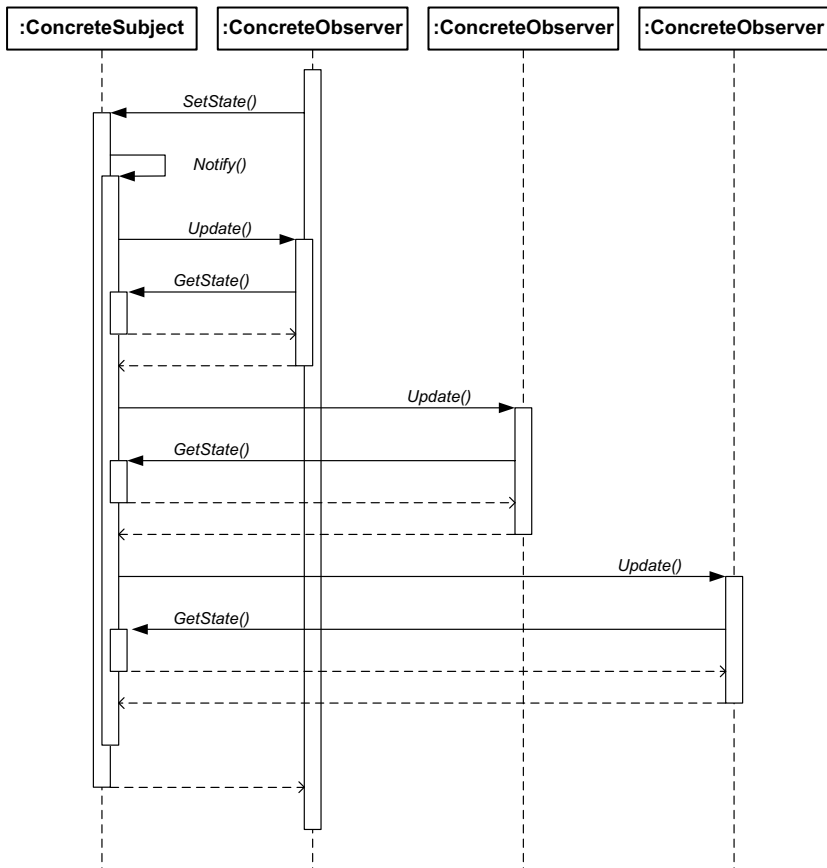 :ConcreteSubject
:ConcreteObserver
:ConcreteObserver
:ConcreteObserver
SetState()
Notify()
Update()
GetState()
Update()
GetState()
Update()
GetState()